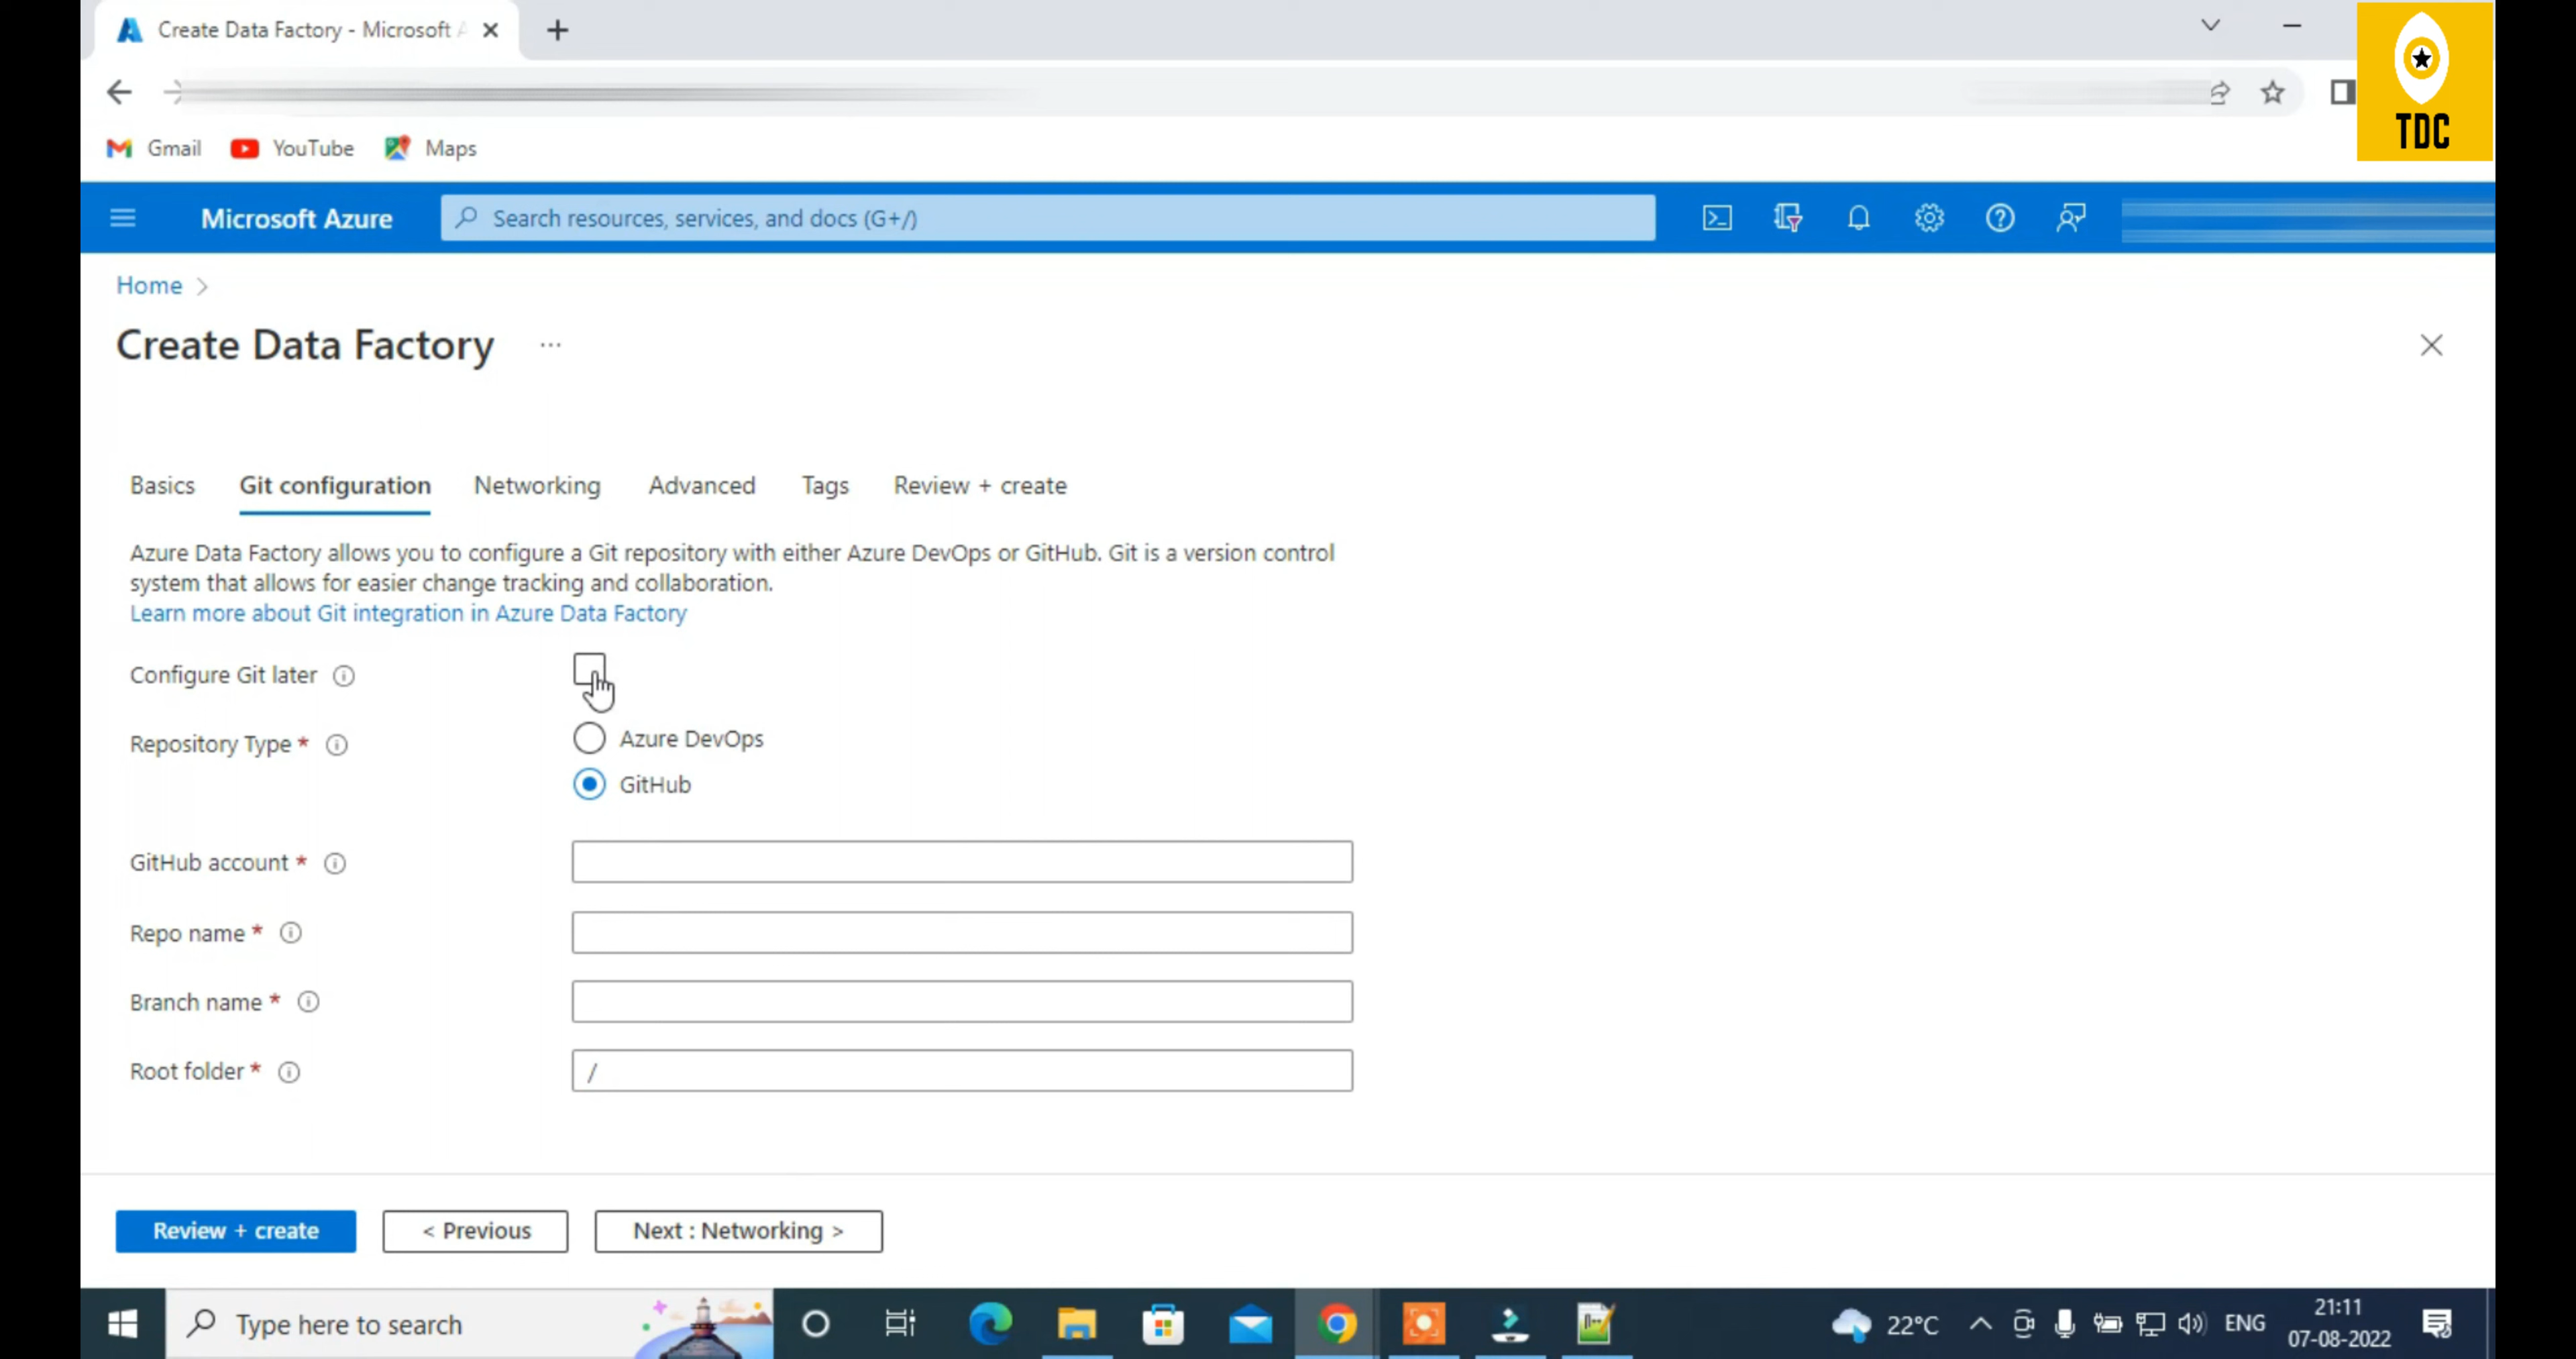 Create Data Factory - Microsoft A
TDC
Gmail YouTube Maps
Microsoft Azure Search resources, services, and docs (G+/)
Home >
Create Data Factory ...
Basics Git configuration Networking Advanced Tags Review + create
Azure Data Factory allows you to configure a Git repository with either Azure DevOps or GitHub. Git is a version control
system that allows for easier change tracking and collaboration.
Learn more about Git integration in Azure Data Factory
Configure Git later
Repository Type * Azure DevOps
GitHub
GitHub account *
Repo name *
Branch name *
Root folder * /
Review + create < Previous Next : Networking >
Type here to search 22°C ENG 21:11
07-08-2022